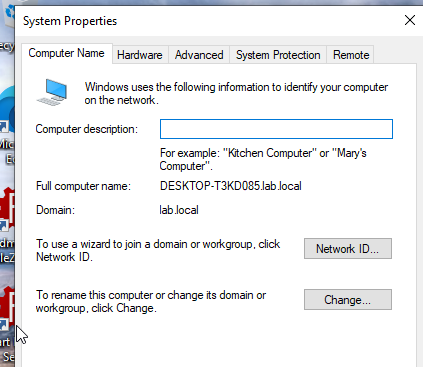 System Properties
Computer Name
Hardware
Advanced
System Protection
Remote
Windows uses the following information to identify your computer
on the network.
Computer description:
For example: "Kitchen Computer" or "Mary's
Computer".
Full computer name:
DESKTOP-T3KD085.lab.local
Domain:
lab.local
To use a wizard to join a domain or workgroup, click
Network ID.
Network ID...
To rename this computer or change its domain or
workgroup, click Change.
Change...